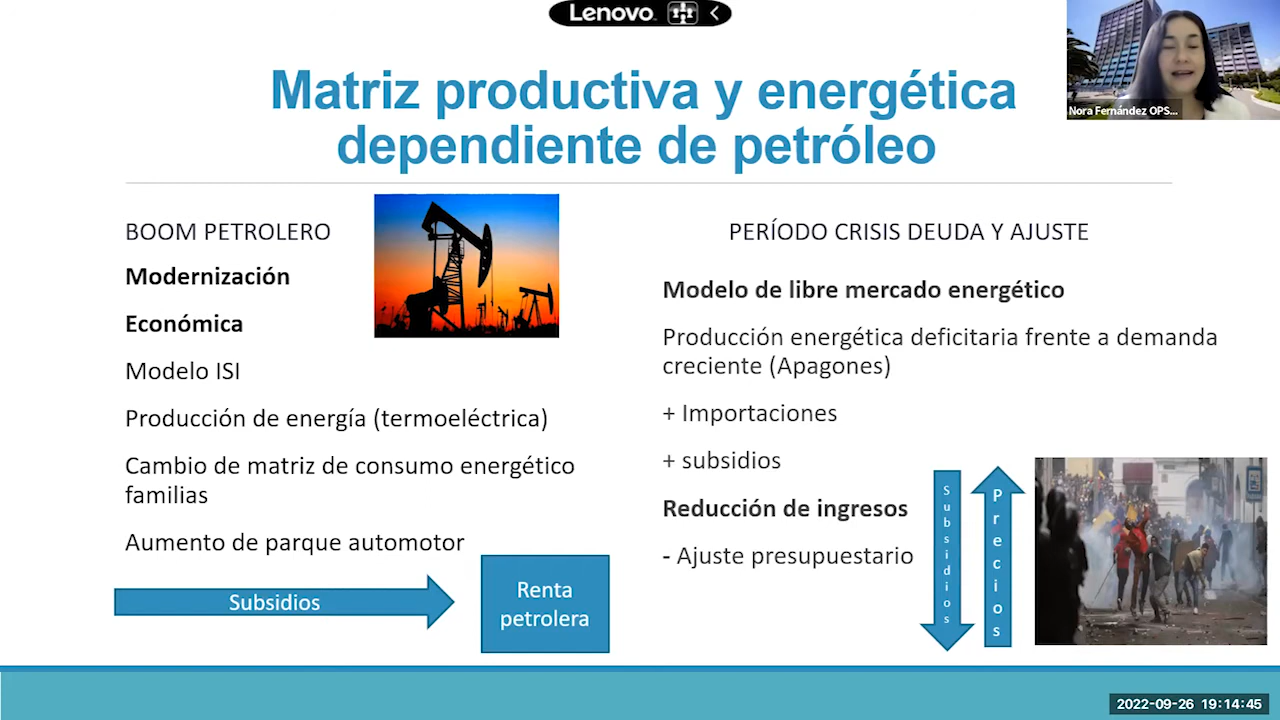 Lenovo
Matriz productiva y energética
dependiente de petróleo
Nora Fernández OPS...
BOOM PETROLERO
Modernización
Económica
Modelo ISI
Producción de energía (termoeléctrica)
Cambio de matriz de consumo energético
familias
Aumento de parque automotor
Subsidios
Renta
petrolera
PERÍODO CRISIS DEUDA Y AJUSTE
Modelo de libre mercado energético
Producción energética deficitaria frente a demanda
creciente (Apagones)
+ Importaciones
+ subsidios
Reducción de ingresos
- Ajuste presupuestario
Subsidios
Precios
2022-09-26 19:14:45